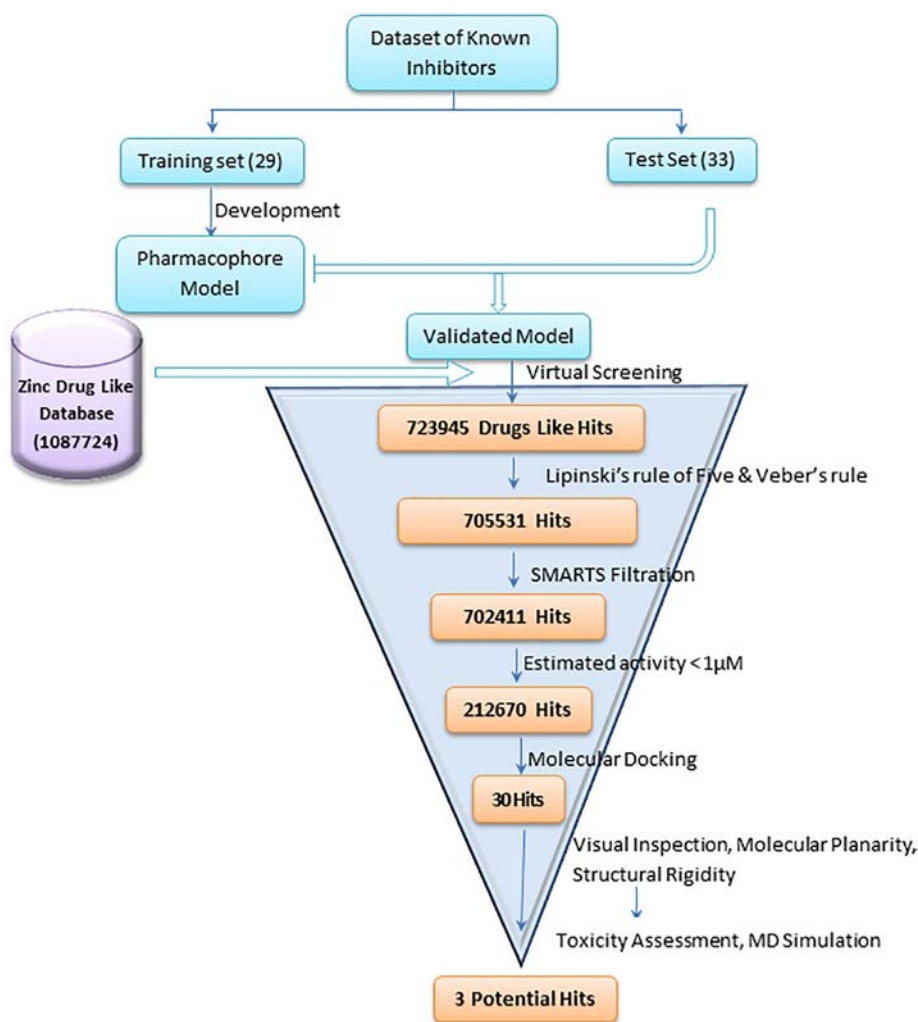 Dataset of Known
Inhibitors
Training set (29)
Test Set (33)
Development
Pharmacophore
Model
Validated Model
Zinc Drug Like
Database
(1087724)
Virtual Screening
723945 Drugs Like Hits
Lipinski's rule of Five & Veber's rule
705531 Hits
SMARTS Filtration
702411 Hits
Estimated activity <1µM
212670 Hits
Molecular Docking
30 Hits
Visual Inspection, Molecular Planarity,
Structural Rigidity
Toxicity Assessment, MD Simulation
3 Potential Hits